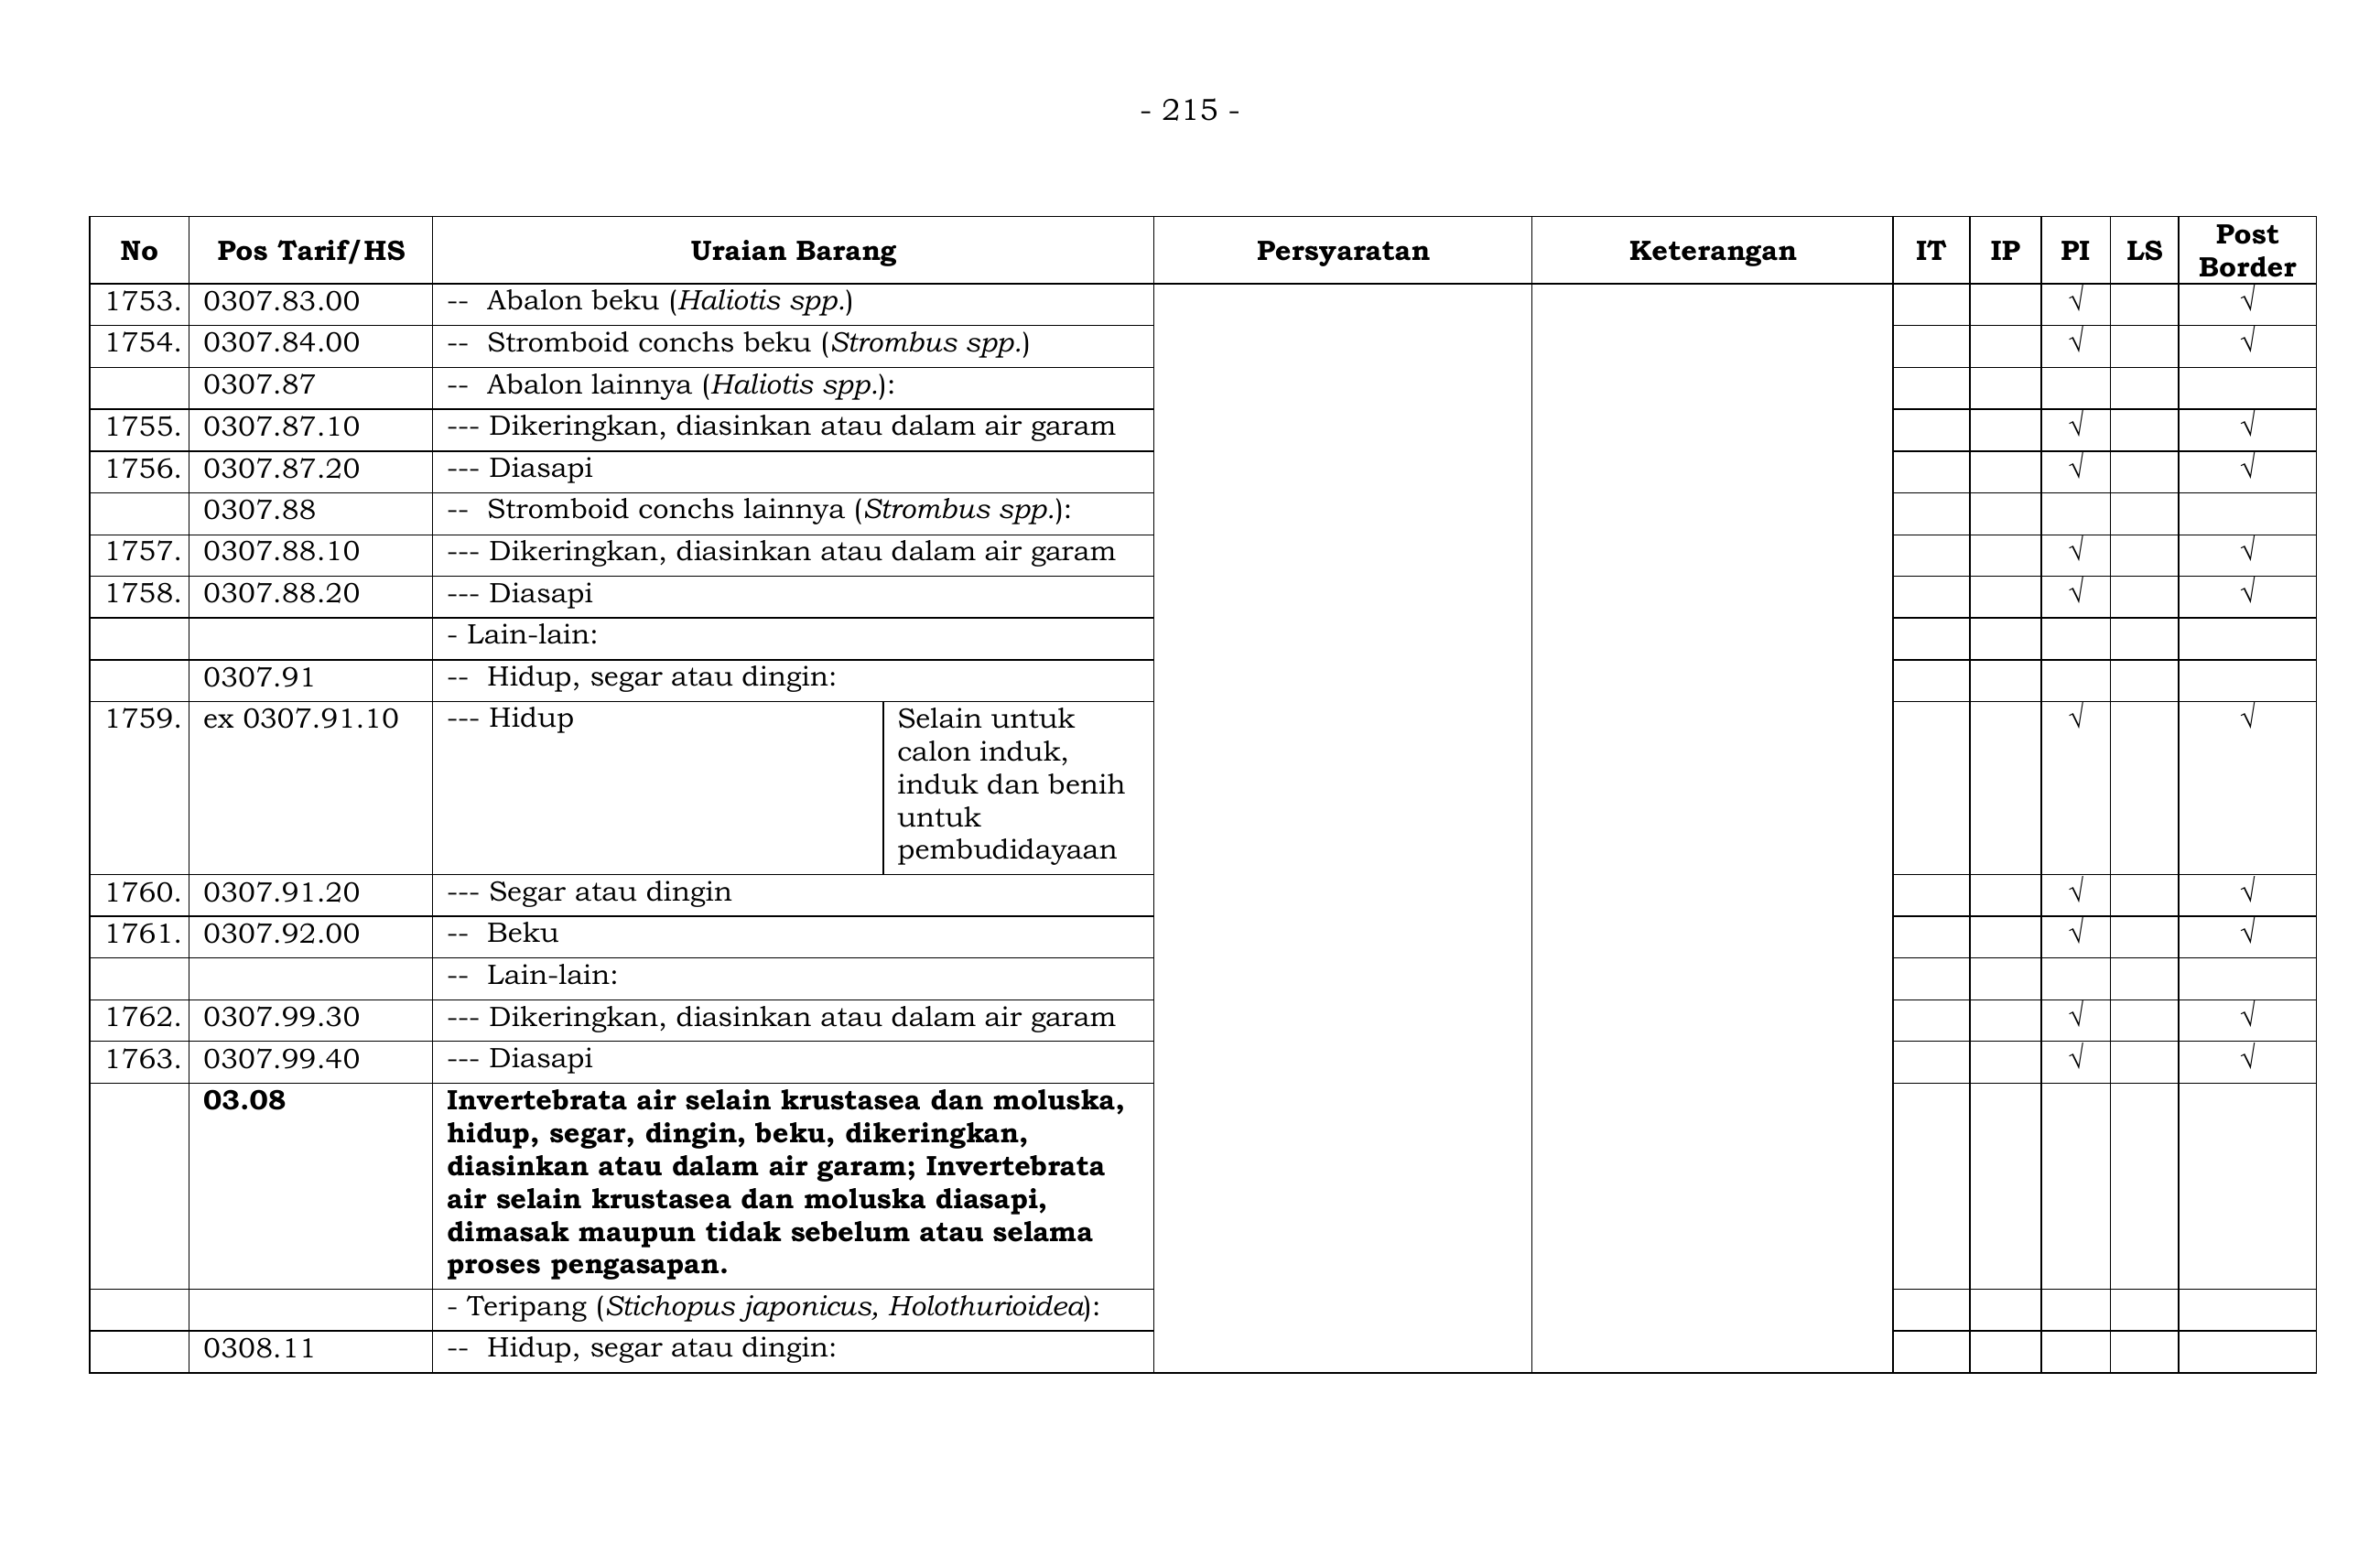 - 215 -
No Pos Tarif/HS Uraian Barang Persyaratan Keterangan IT IP PI LS Post Border
1753. 0307.83.00 -- Abalon beku (Haliotis spp.) √ √
1754. 0307.84.00 -- Stromboid conchs beku (Strombus spp.) √ √
0307.87 -- Abalon lainnya (Haliotis spp.):
1755. 0307.87.10 --- Dikeringkan, diasinkan atau dalam air garam √ √
1756. 0307.87.20 --- Diasapi √ √
0307.88 -- Stromboid conchs lainnya (Strombus spp.):
1757. 0307.88.10 --- Dikeringkan, diasinkan atau dalam air garam √ √
1758. 0307.88.20 --- Diasapi √ √
- Lain-lain:
0307.91 -- Hidup, segar atau dingin:
1759. ex 0307.91.10 --- Hidup Selain untuk √ √
calon induk,
induk dan benih
untuk
pembudidayaan
1760. 0307.91.20 --- Segar atau dingin √ √
1761. 0307.92.00 -- Beku √ √
-- Lain-lain:
1762. 0307.99.30 --- Dikeringkan, diasinkan atau dalam air garam √ √
1763. 0307.99.40 --- Diasapi √ √
03.08 Invertebrata air selain krustasea dan moluska,
hidup, segar, dingin, beku, dikeringkan,
diasinkan atau dalam air garam; Invertebrata
air selain krustasea dan moluska diasapi,
dimasak maupun tidak sebelum atau selama
proses pengasapan.
- Teripang (Stichopus japonicus, Holothurioidea):
0308.11 -- Hidup, segar atau dingin: